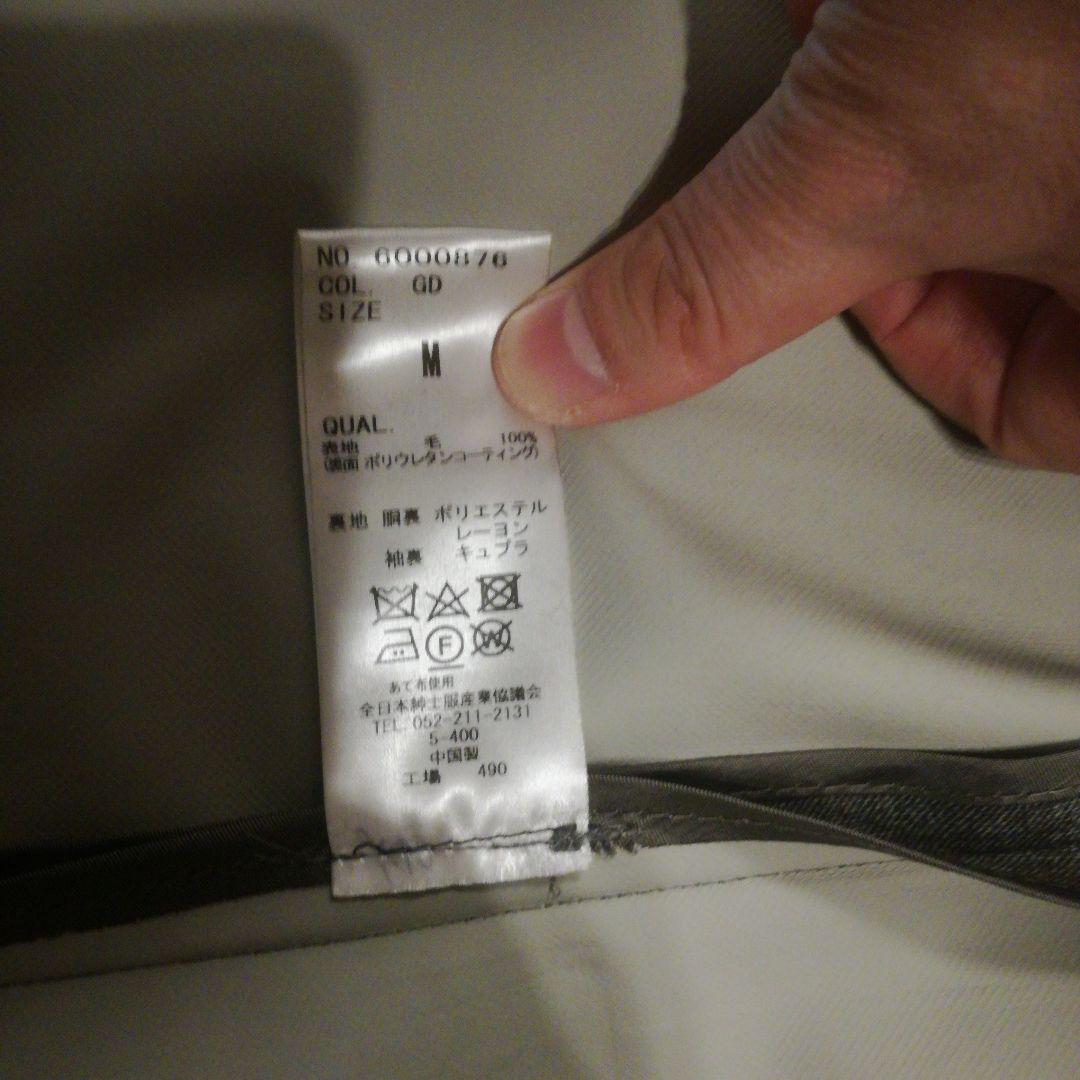 NO. 6000876
COL. GD
SIZE
M
QUAL.
表地 毛 100%
(裏面 ポリウレタンコーティング)
裏地 胴裏 ポリエステル
レーヨン
袖裏 キュプラ
F
W
あて布使用
全日本紳士服産業協議会
TEL.052-211-2131
5-400
中国製
工場 490